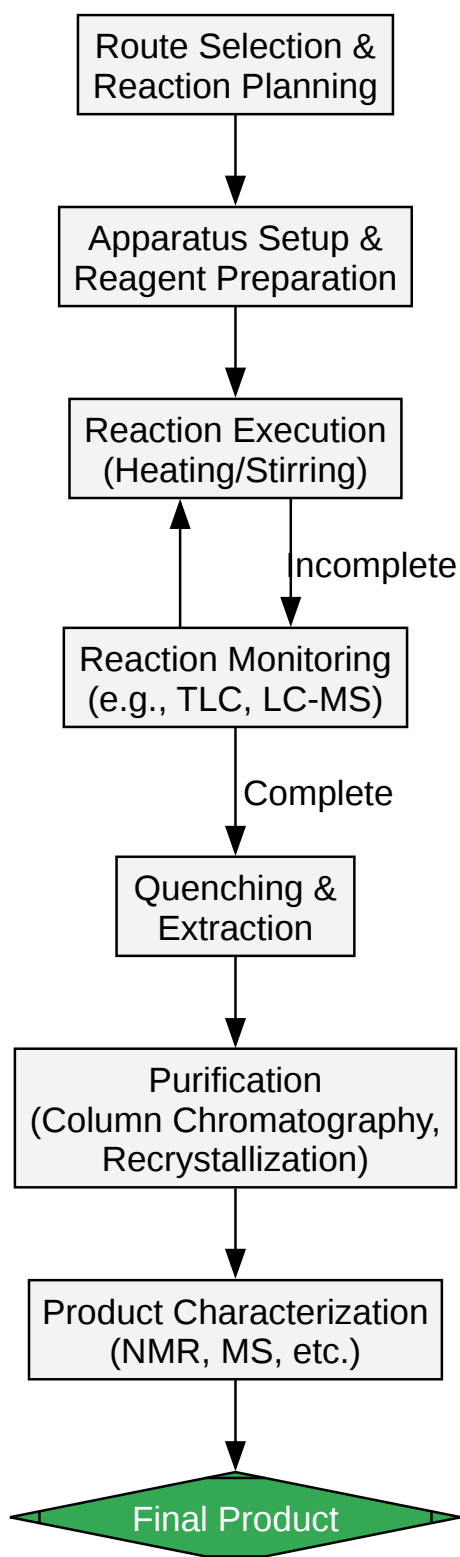 Route Selection &
Reaction Planning
Apparatus Setup &
Reagent Preparation
Reaction Execution
(Heating/Stirring)
Incomplete
Reaction Monitoring
(e.g., TLC, LC-MS)
Complete
Quenching &
Extraction
Purification
(Column Chromatography,
Recrystallization)
Product Characterization
(NMR, MS, etc.)
Final Product